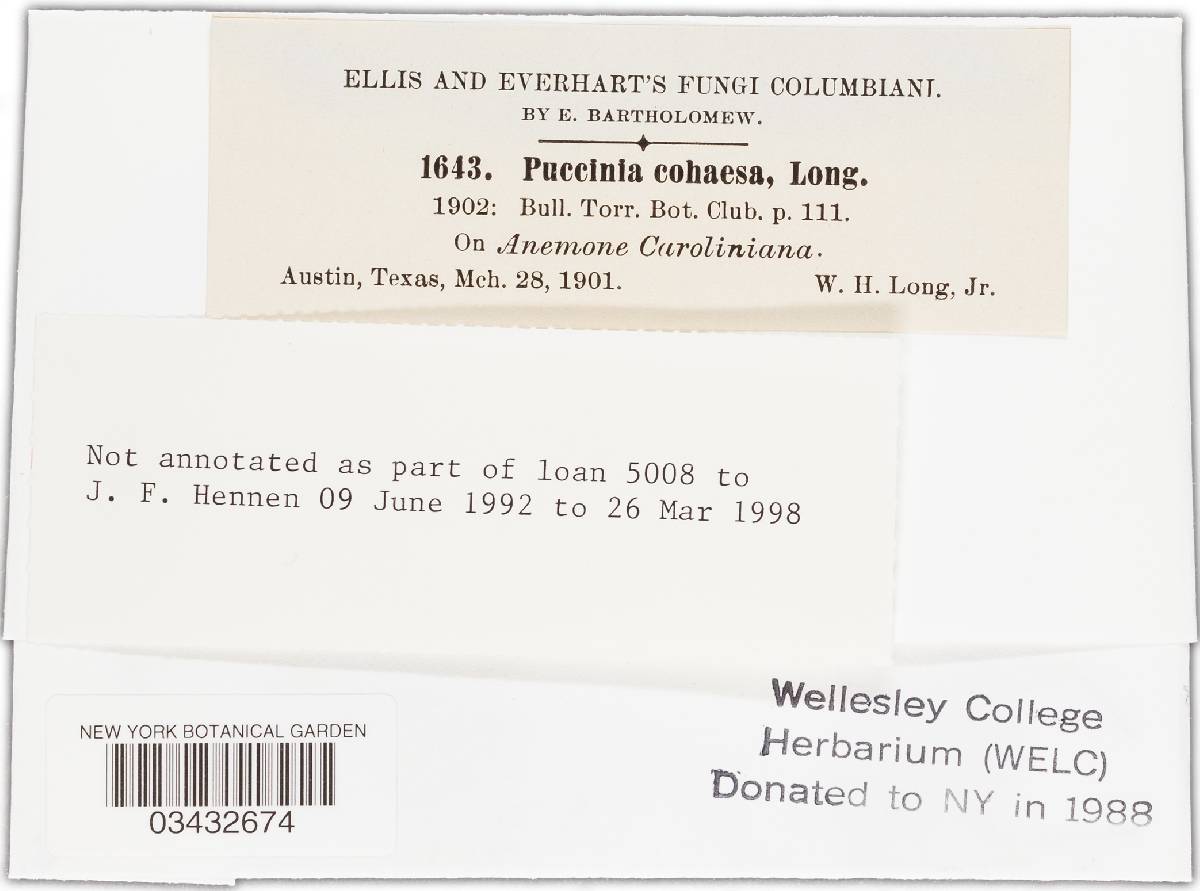 ELLIS AND EVERHART'S FUNGI COLUMBIANI.
BY E. BARTHOLOMEW.
1643. Puccinia cohaesa, Long.
1902: Bull. Torr. Bot. Club. p. 111.
On Anemone Caroliniana.
Austin, Texas, Mch. 28, 1901. W. H. Long, Jr.
Not annotated as part of loan 5008 to
J. F. Hennen 09 June 1992 to 26 Mar 1998
NEW YORK BOTANICAL GARDEN
03432674
Wellesley College
Herbarium (WELC)
Donated to NY in 1988